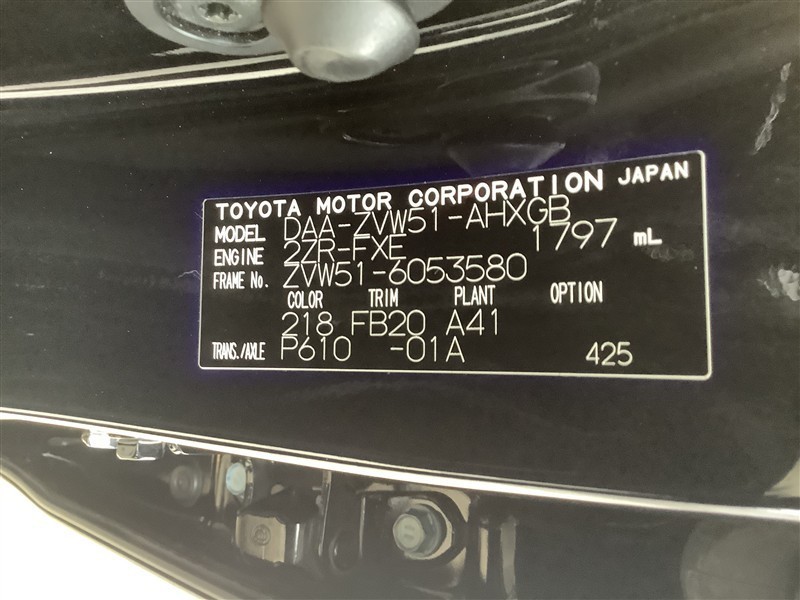 TOYOTA MOTOR CORPORATION JAPAN
MODEL DAA-ZVW51-AHXGB
ENGINE 2ZR-FXE 1797 mL
FRAME No. ZVW51-6053580
COLOR TRIM PLANT OPTION
218 FB20 A41
TRANS./AXLE P610 -01A 425